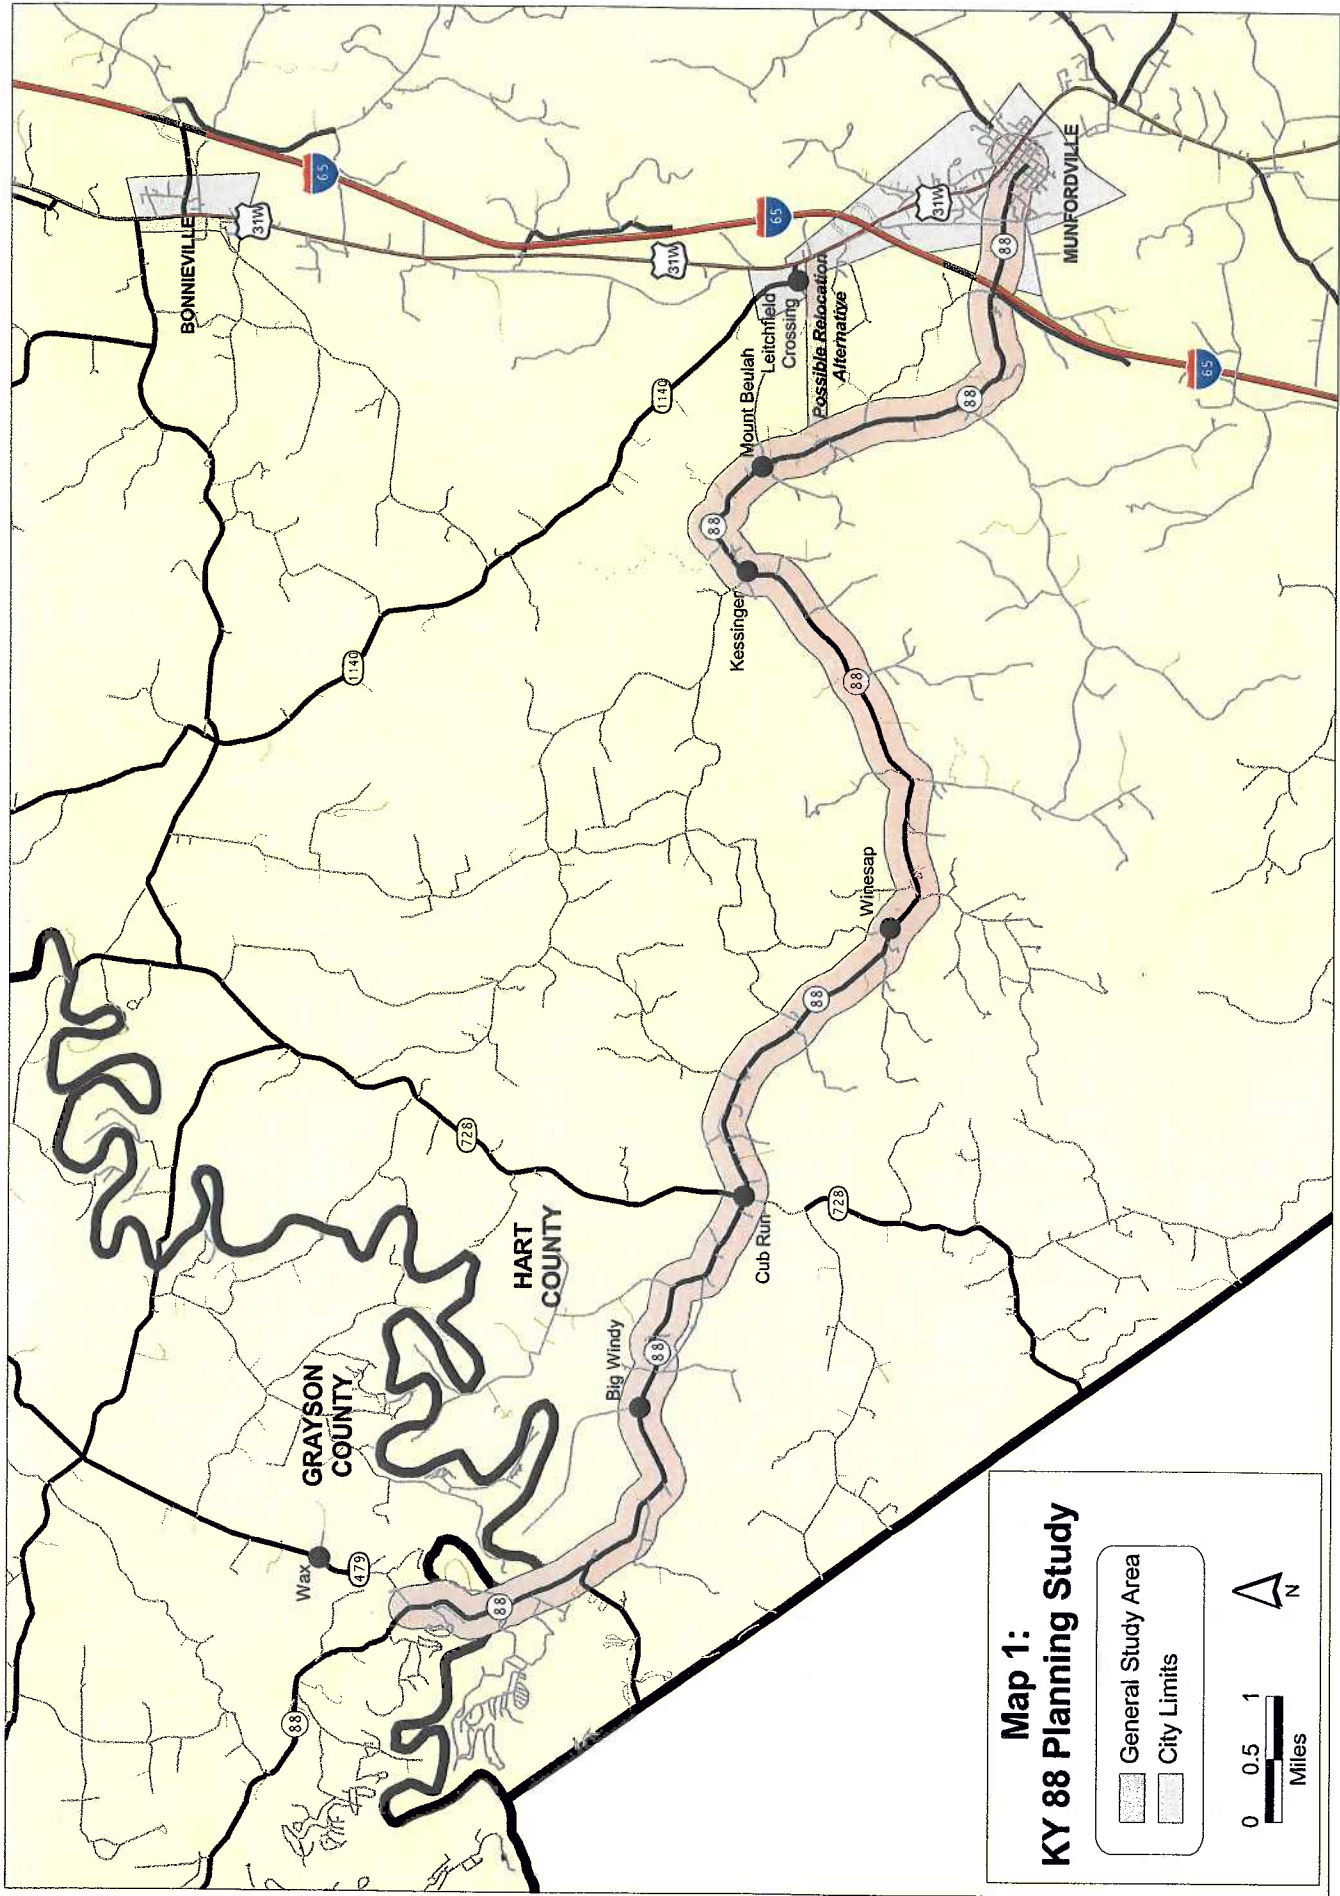 BONNIEVILLE
31W
88
Wax
GRAYSON
COUNTY
65
1140
479
728
88
HART
COUNTY
Big Windy
88
1140
31W
88
Kessinger
Mount Beulah
Cub Run
Leitchfield
Crossing
65
88
Possible Relocation
Alternative
728
88
Winesap
31W
88
88
MUNFORDVILLE
65
Map 1:
KY 88 Planning Study
General Study Area
City Limits
0 0.5 1
Miles
N